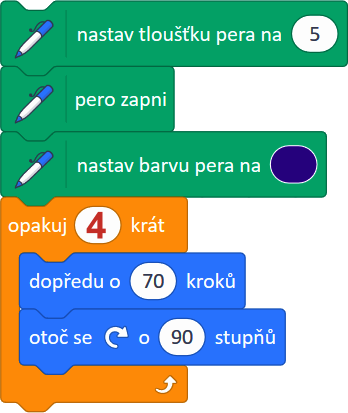 nastav tloušťku pera na 5
pero zapni
nastav barvu pera na
opakuj 4 krát
dopředu o 70 kroků
otoč se o 90 stupňů